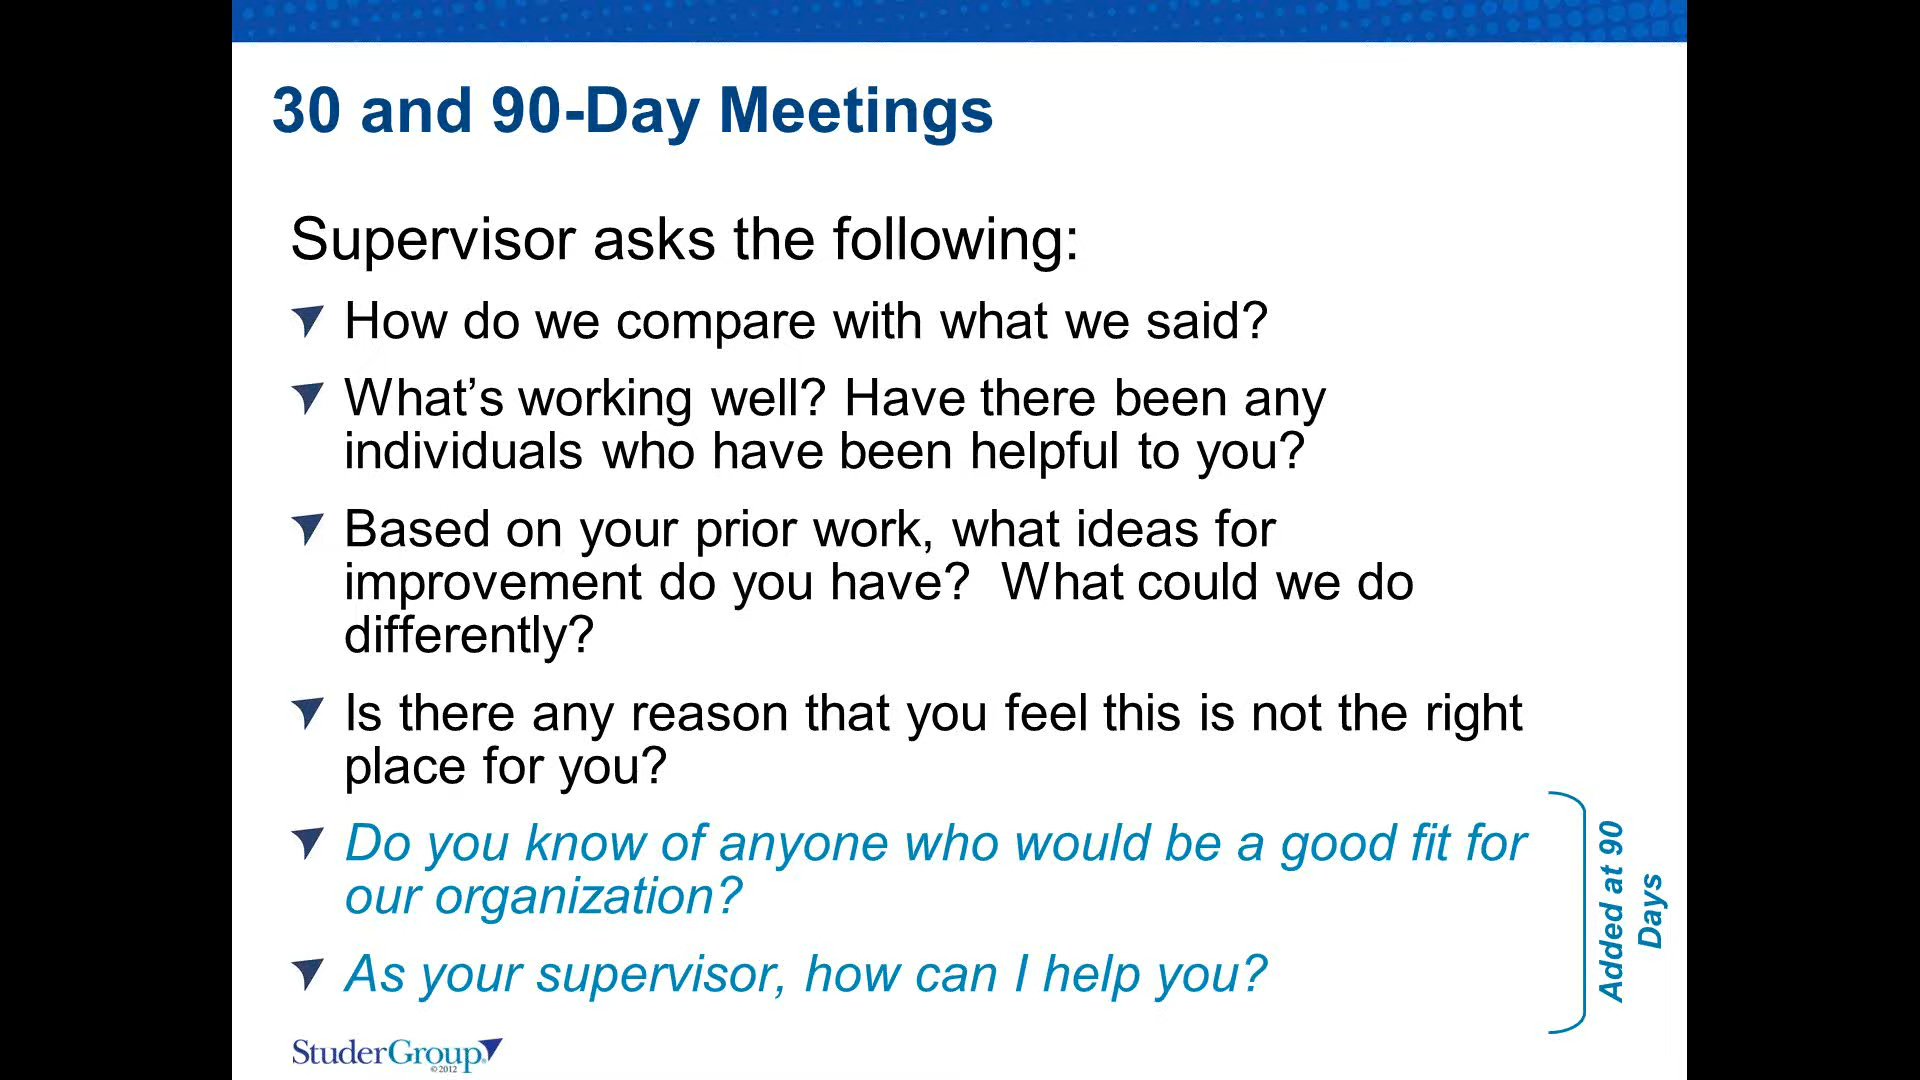 30 and 90-Day Meetings
Supervisor asks the following:
How do we compare with what we said?
What’s working well? Have there been any
individuals who have been helpful to you?
Based on your prior work, what ideas for
improvement do you have?  What could we do
differently?
Is there any reason that you feel this is not the right
place for you?
Do you know of anyone who would be a good fit for
our organization?
As your supervisor, how can I help you?
Added at 90
Days
StuderGroup®
©2012